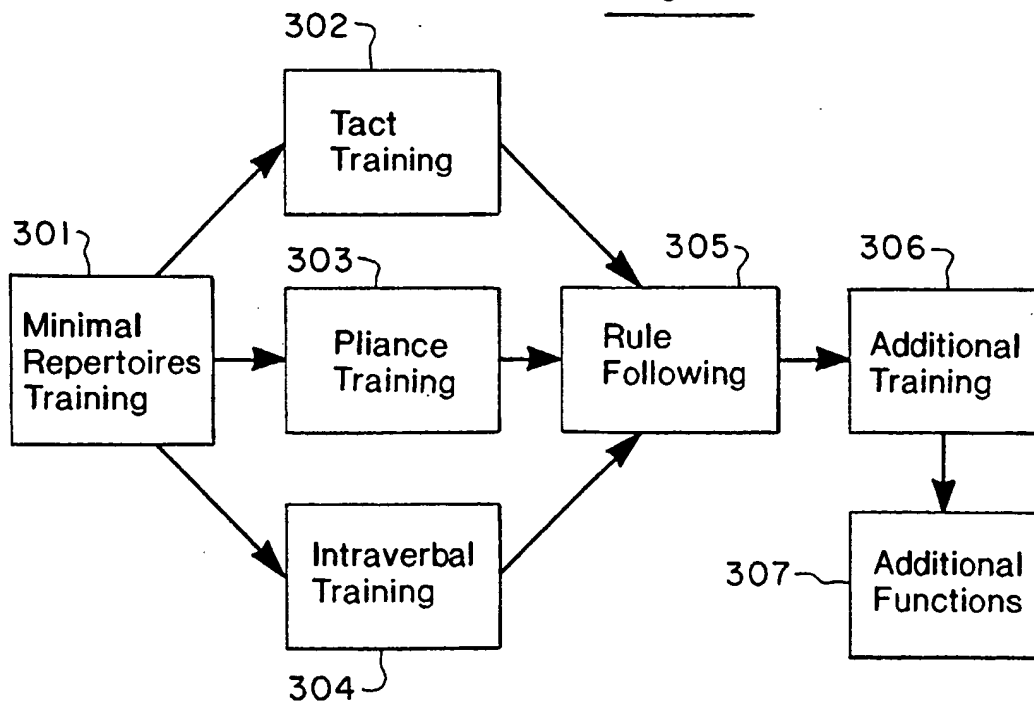 302
Tact
Training
301
Minimal
Repertoires
Training
303
Pliance
Training
305
Rule
Following
306
Additional
Training
Intraverbal
Training
304
307
Additional
Functions